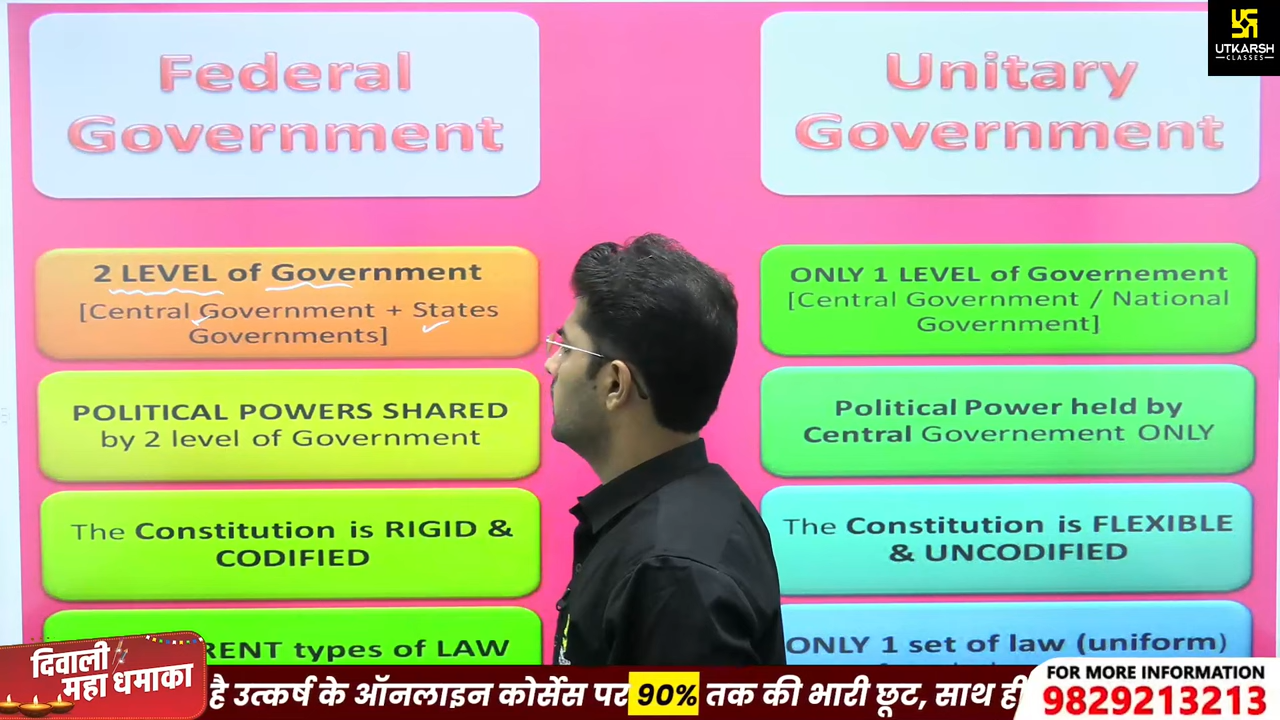 UTKARSH
CLASSES
Federal
Government
2 LEVEL of Government
[Central Government + States
Governments]
POLITICAL POWERS SHARED
by 2 level of Government
The Constitution is RIGID &
CODIFIED
RENT types of LAW
Unitary
Government
ONLY 1 LEVEL of Governement
[Central Government / National
Government]
Political Power held by
Central Governement ONLY
The Constitution is FLEXIBLE
& UNCODIFIED
ONLY 1 set of law (uniform)
दिवाली
महा धमाका
है उत्कर्ष के ऑनलाइन कोर्सेस पर 90% तक की भारी छूट, साथ ही
FOR MORE INFORMATION
9829213213